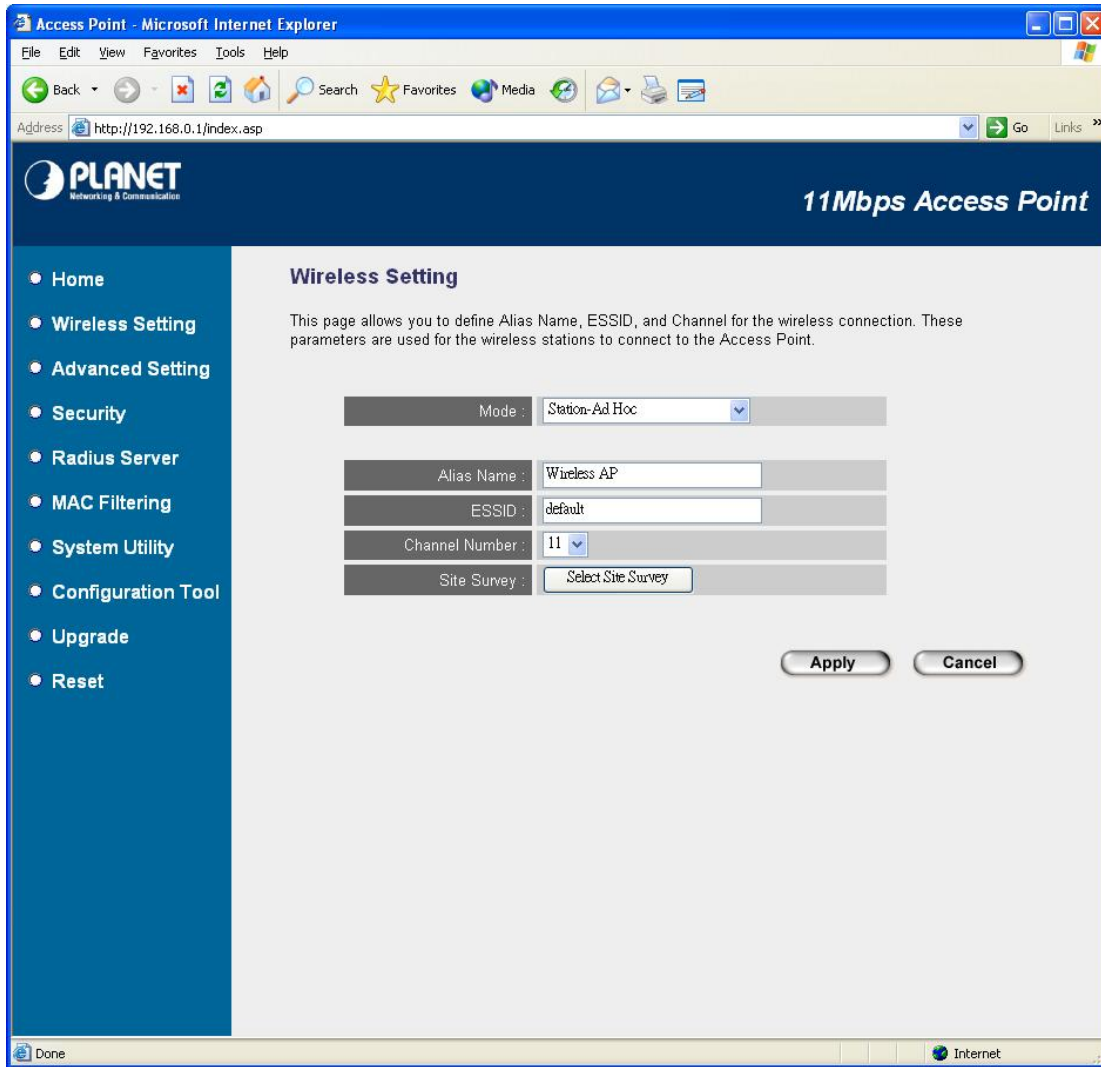 Access Point - Microsoft Internet Explorer
File Edit View Favorites Tools Help
Back Search Favorites Media
Address http://192.168.0.1/index.asp Go Links »
PLANET
Networking & Communication
11Mbps Access Point
Home
Wireless Setting
Advanced Setting
Security
Radius Server
MAC Filtering
System Utility
Configuration Tool
Upgrade
Reset
Wireless Setting
This page allows you to define Alias Name, ESSID, and Channel for the wireless connection. These
parameters are used for the wireless stations to connect to the Access Point.
Mode : Station-Ad Hoc
Alias Name : Wireless AP
ESSID : default
Channel Number : 11
Site Survey : Select Site Survey
Apply Cancel
Done Internet